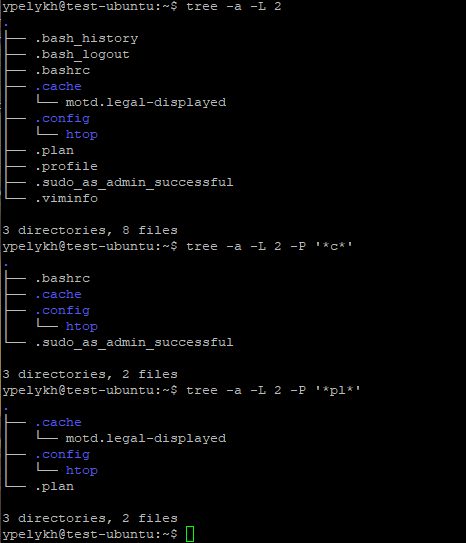 ypelykh@test-ubuntu:~$ tree -a -L 2
.
├── .bash_history
├── .bash_logout
├── .bashrc
├── .cache
│   └── motd.legal-displayed
├── .config
│   └── htop
├── .plan
├── .profile
├── .sudo_as_admin_successful
└── .viminfo

3 directories, 8 files
ypelykh@test-ubuntu:~$ tree -a -L 2 -P '*c*'
.
├── .bashrc
├── .cache
├── .config
│   └── htop
└── .sudo_as_admin_successful

3 directories, 2 files
ypelykh@test-ubuntu:~$ tree -a -L 2 -P '*pl*'
.
├── .cache
│   └── motd.legal-displayed
├── .config
│   └── htop
└── .plan

3 directories, 2 files
ypelykh@test-ubuntu:~$